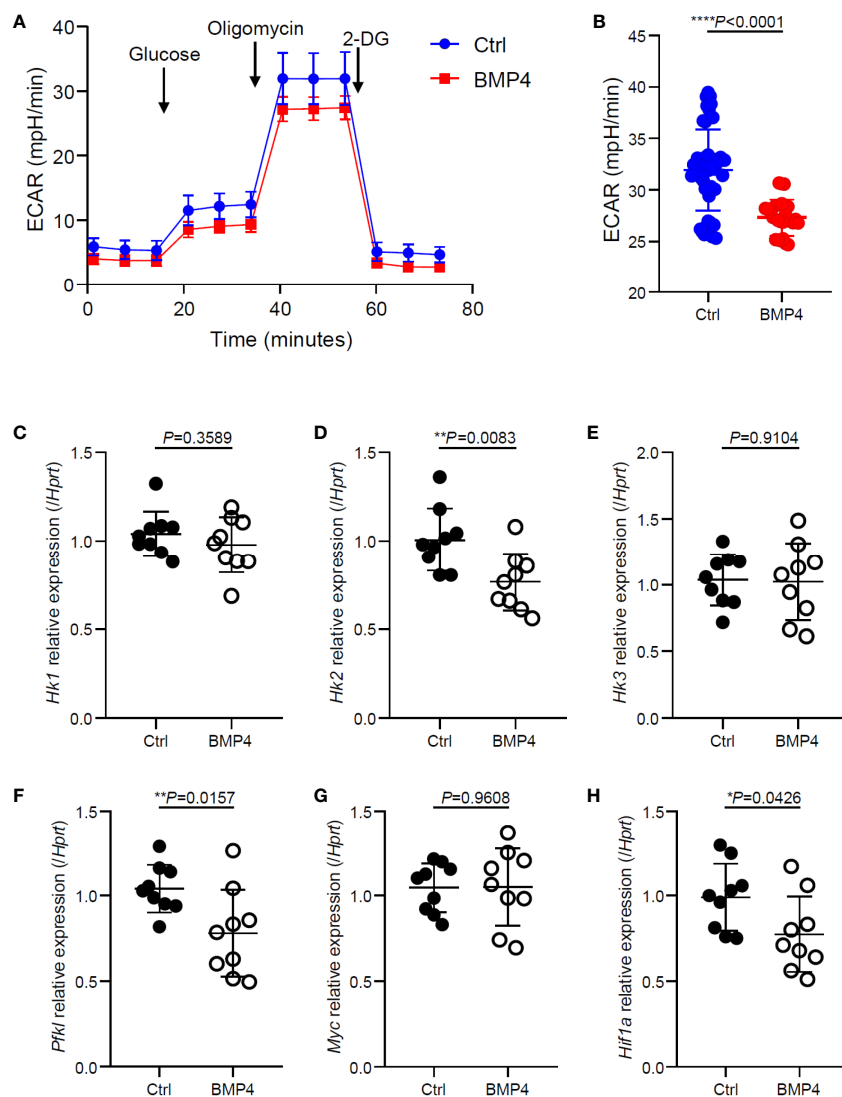 A
ECAR (mpH/min)
40
30
20
10
0
0
20
40
60
80
Time (minutes)
Glucose
Oligomycin
2-DG
Ctrl
BMP4
B
****P<0.0001
ECAR (mpH/min)
45
40
35
30
25
20
Ctrl
BMP4
C
P=0.3589
Hk1 relative expression (/Hprt)
1.5
1.0
0.5
0.0
Ctrl
BMP4
D
**P=0.0083
Hk2 relative expression (/Hprt)
1.5
1.0
0.5
0.0
Ctrl
BMP4
E
P=0.9104
Hk3 relative expression (/Hprt)
2.0
1.5
1.0
0.5
0.0
Ctrl
BMP4
F
**P=0.0157
Pfkl relative expression (/Hprt)
1.5
1.0
0.5
0.0
Ctrl
BMP4
G
P=0.9608
Myc relative expression (/Hprt)
1.5
1.0
0.5
0.0
Ctrl
BMP4
H
*P=0.0426
Hif1a relative expression (/Hprt)
1.5
1.0
0.5
0.0
Ctrl
BMP4